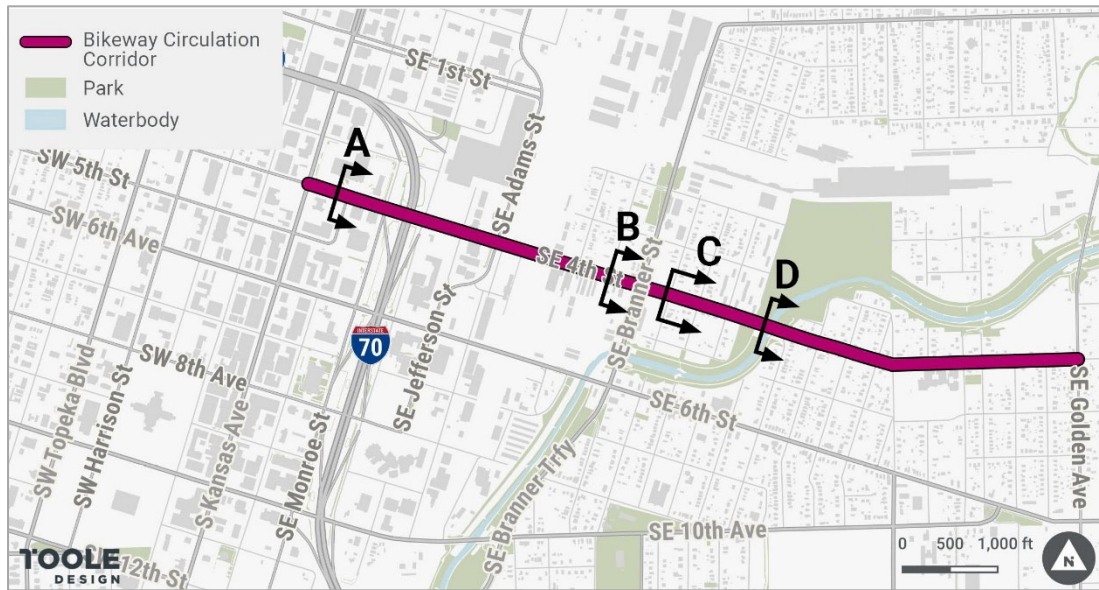 Bikeway Circulation
Corridor
Park
Waterbody
SE 1st St
SE Adams St
A
SW 5th St
SW 6th Ave
B
C
D
SE 4th St
SE Branner St
INTERSTATE
70
SE Jefferson St
SW 8th Ave
SW Topeka Blvd
SW Harrison St
S Kansas Ave
SE Monroe St
SE 6th St
SE Golden Ave
SE Branner Trfy
SE 10th Ave
12th St
0 500 1,000 ft
N
TOOLE
DESIGN